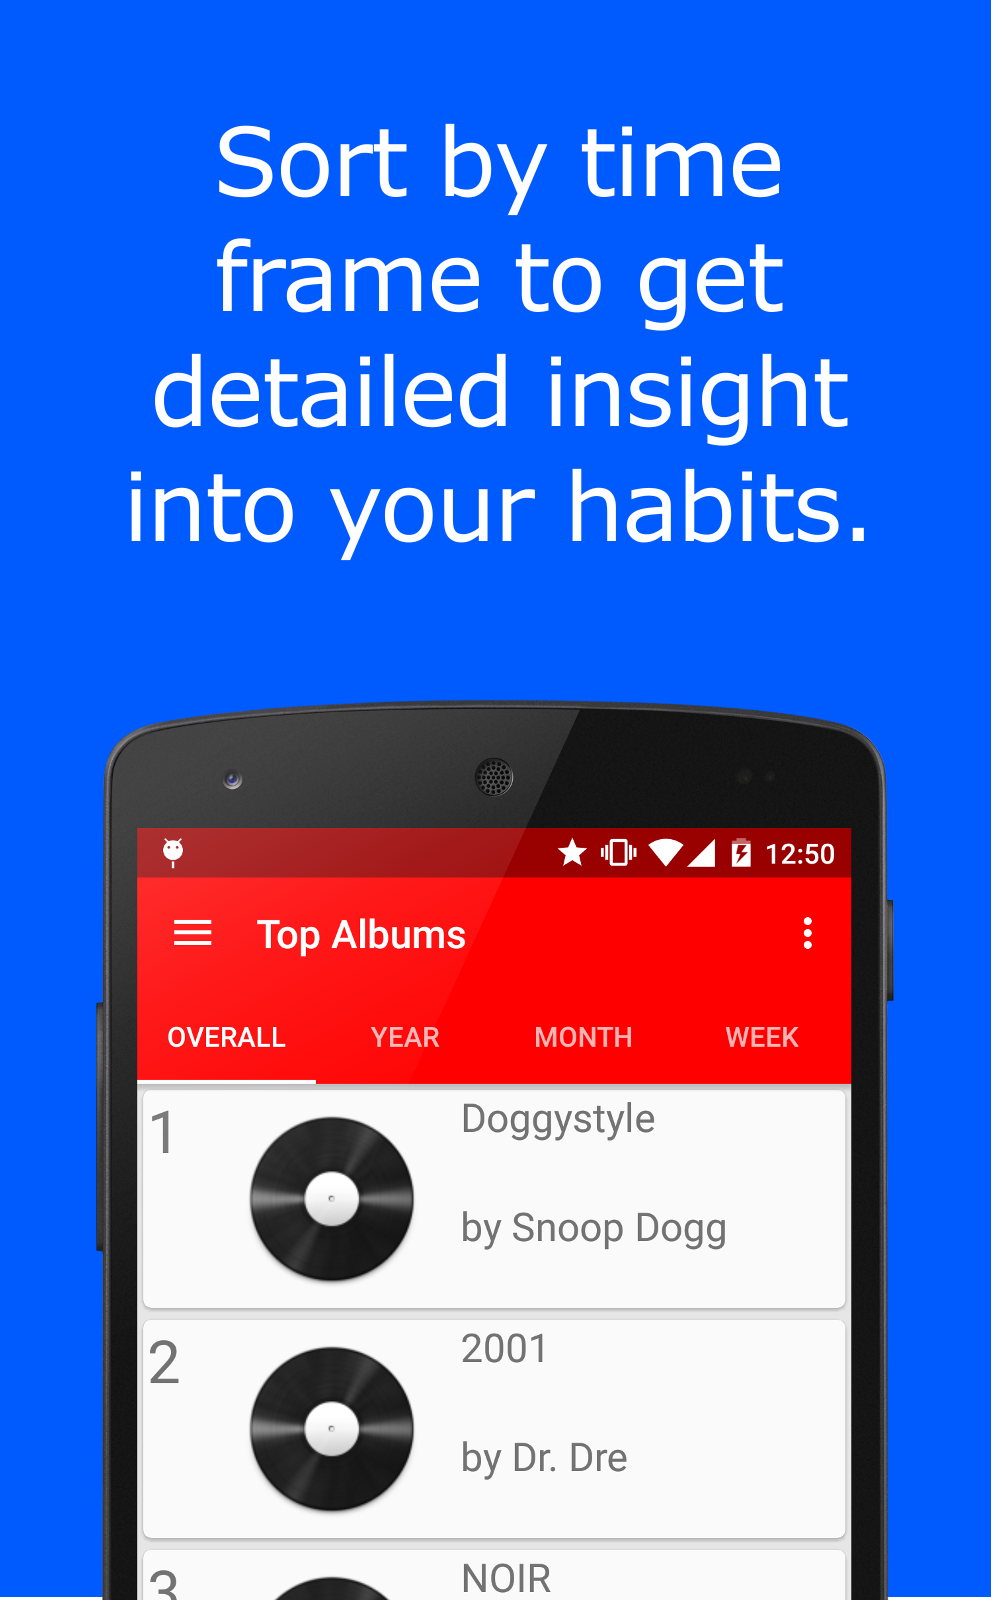 Sort by time
frame to get
detailed insight
into your habits.
12:50
Top Albums
OVERALL YEAR MONTH WEEK
1
Doggystyle
by Snoop Dogg
2
2001
by Dr. Dre
3
NOIR